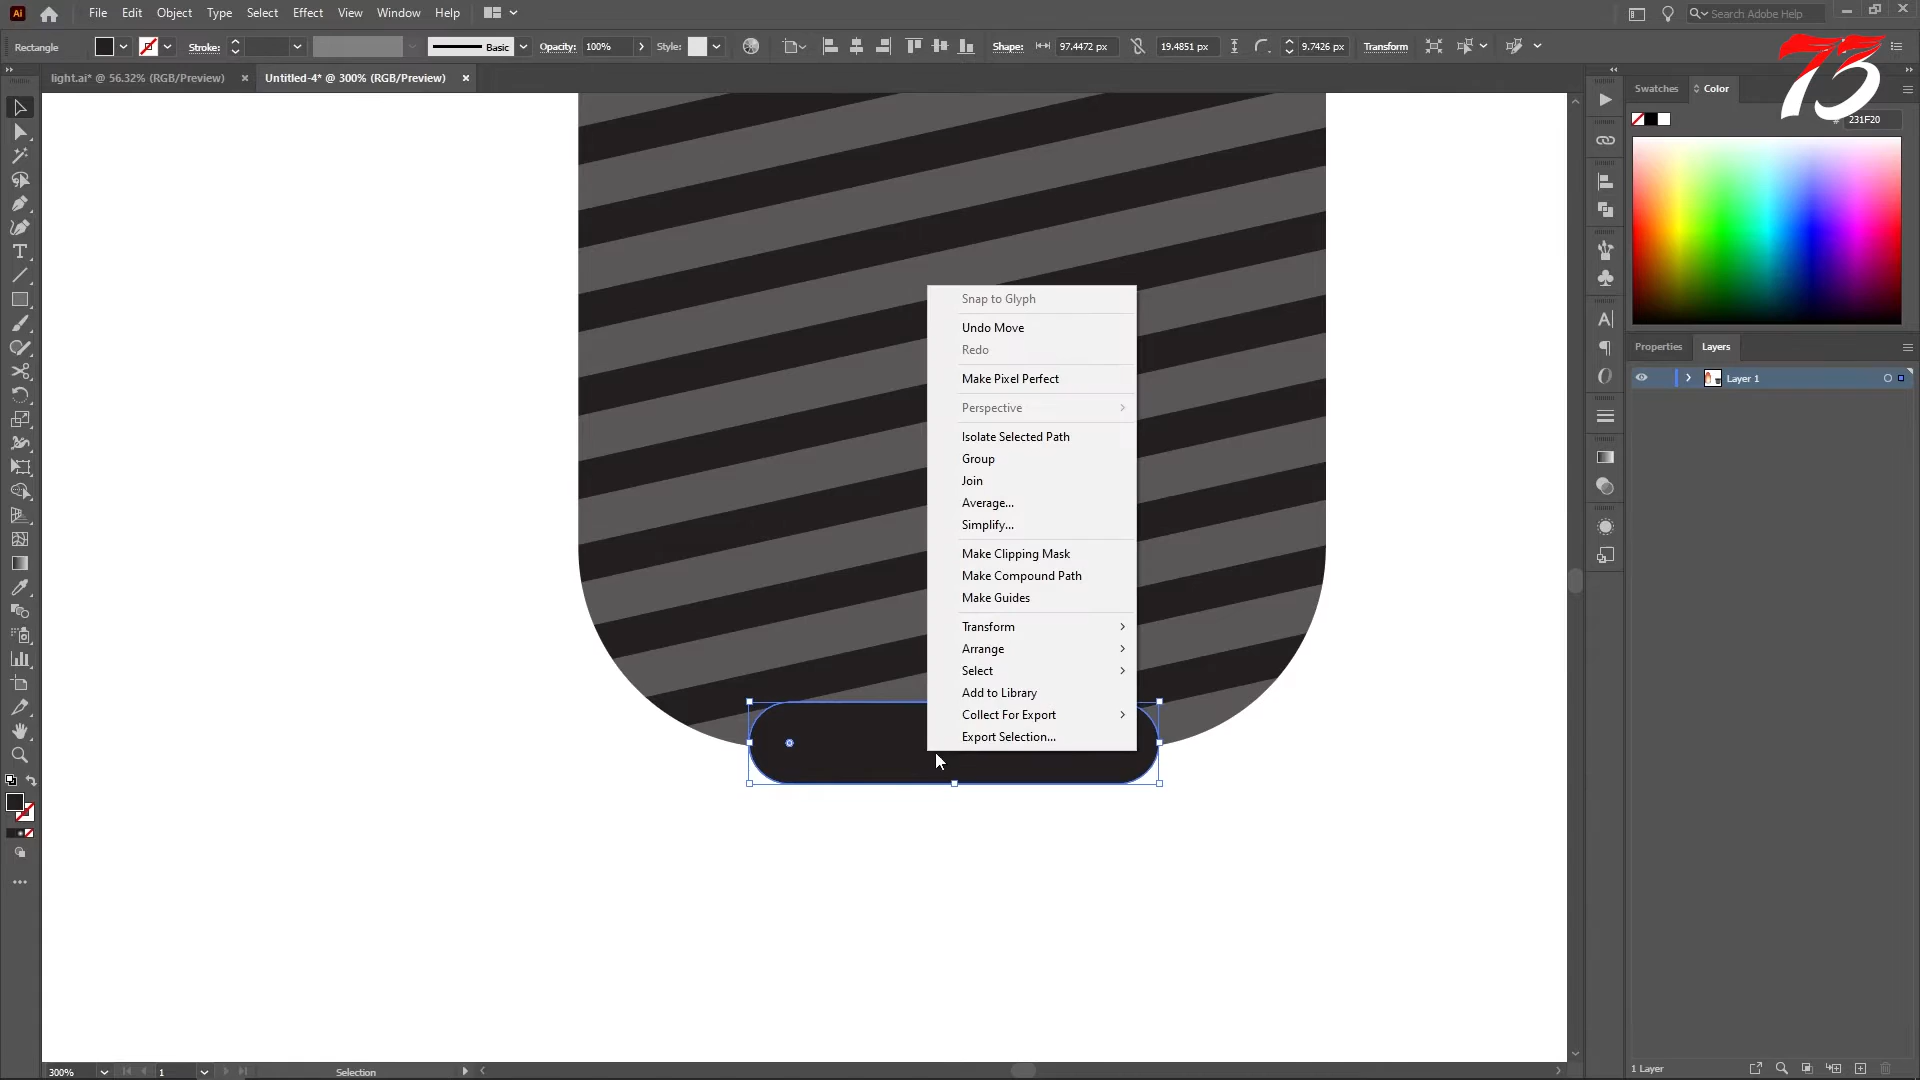 Ai File Edit Object Type Select Effect View Window Help Search Adobe Help
Rectangle Stroke: Basic Opacity: 100% Style: Shape: 97.4472 px 19.4851 px 9.7426 px Transform
73
light.ai* @ 56.32% (RGB/Preview) × Untitled-4* @ 300% (RGB/Preview) ×
Swatches Color
# 231F20
Snap to Glyph
Undo Move
Redo
Make Pixel Perfect
Perspective
Isolate Selected Path
Group
Join
Average...
Simplify...
Make Clipping Mask
Make Compound Path
Make Guides
Transform
Arrange
Select
Add to Library
Collect For Export
Export Selection...
Properties Layers
Layer 1
300% 1 Selection
1 Layer